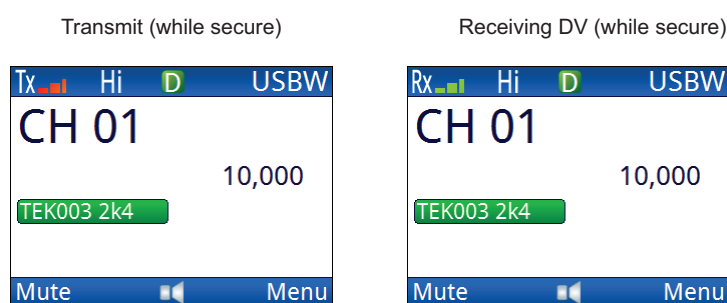 Transmit (while secure)
Tx Hi D USBW
CH 01
10,000
TEK003 2k4
Mute Menu
Receiving DV (while secure)
Rx Hi D USBW
CH 01
10,000
TEK003 2k4
Mute Menu